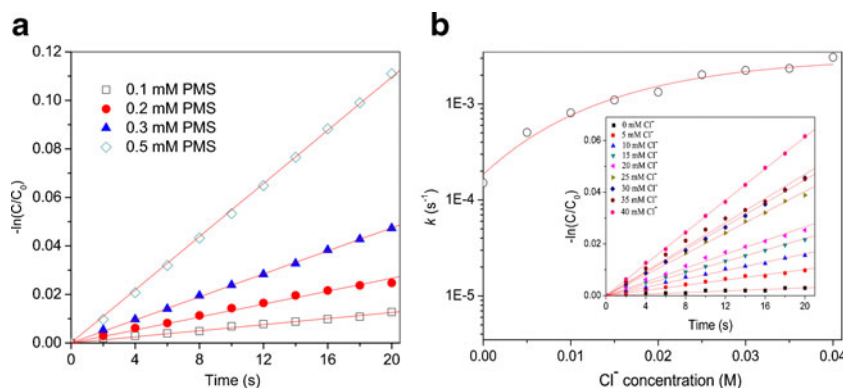 a
0.12
0.10
0.08
0.06
0.04
0.02
0.00
-ln(C/C0)
0.1 mM PMS
0.2 mM PMS
0.3 mM PMS
0.5 mM PMS
0 4 8 12 16 20
Time (s)
b
1E-3
1E-4
1E-5
k (s-1)
0.00 0.01 0.02 0.03 0.04
Cl⁻ concentration (M)
0.06
0.04
0.02
0.00
-ln(C/C0)
0 mM Cl⁻
5 mM Cl⁻
10 mM Cl⁻
15 mM Cl⁻
20 mM Cl⁻
25 mM Cl⁻
30 mM Cl⁻
35 mM Cl⁻
40 mM Cl⁻
0 4 8 12 16 20
Time (s)